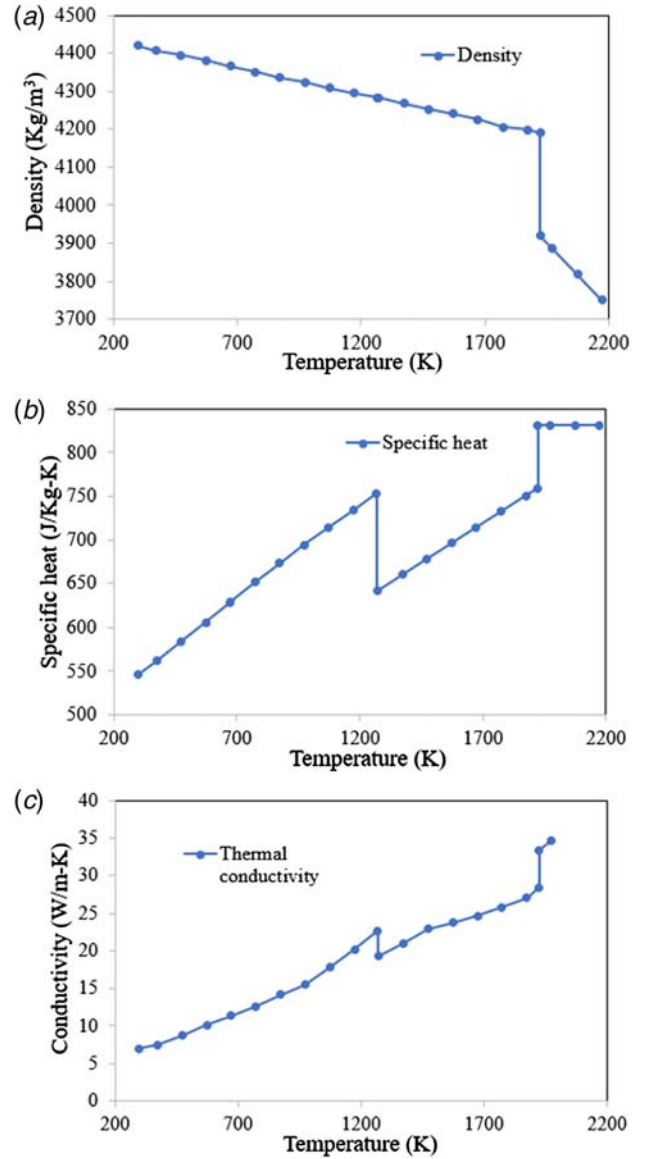 (a)
4500
4400
4300
4200
4100
4000
3900
3800
3700
Density (Kg/m³)
Density
200 700 1200 1700 2200
Temperature (K)
(b)
850
800
750
700
650
600
550
500
Specific heat (J/Kg-K)
Specific heat
200 700 1200 1700 2200
Temperature (K)
(c)
40
35
30
25
20
15
10
5
0
Conductivity (W/m-K)
Thermal
conductivity
200 700 1200 1700 2200
Temperature (K)